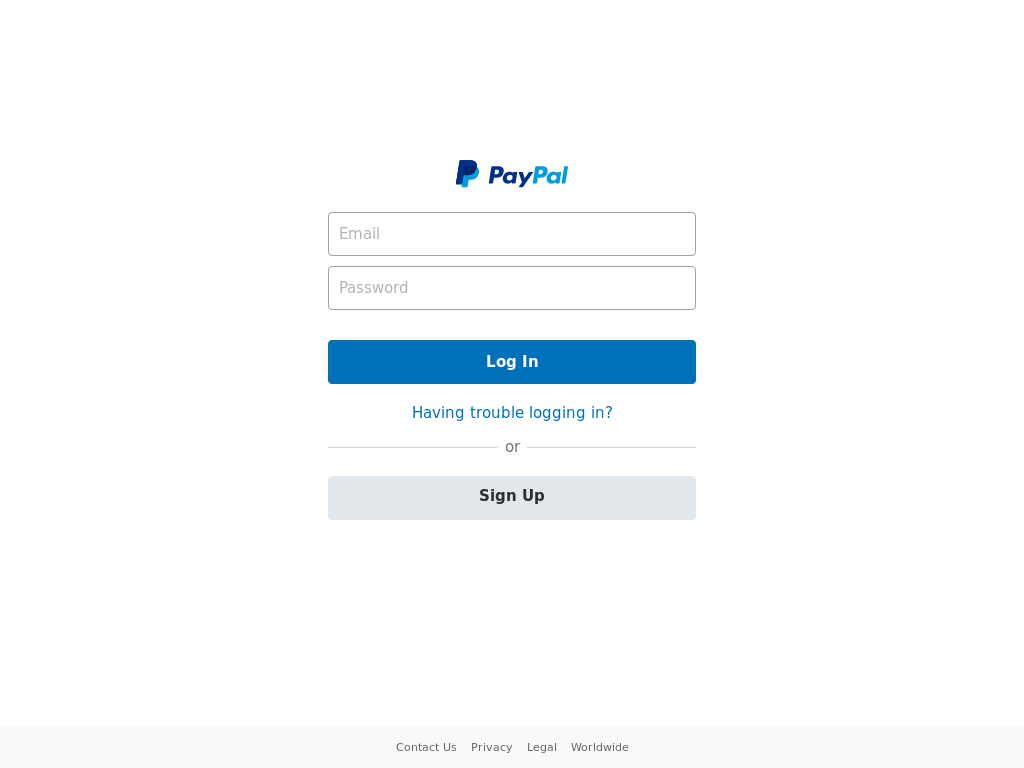 PayPal
Email
Password
Log In
Having trouble logging in?
or
Sign Up
Contact Us Privacy Legal Worldwide